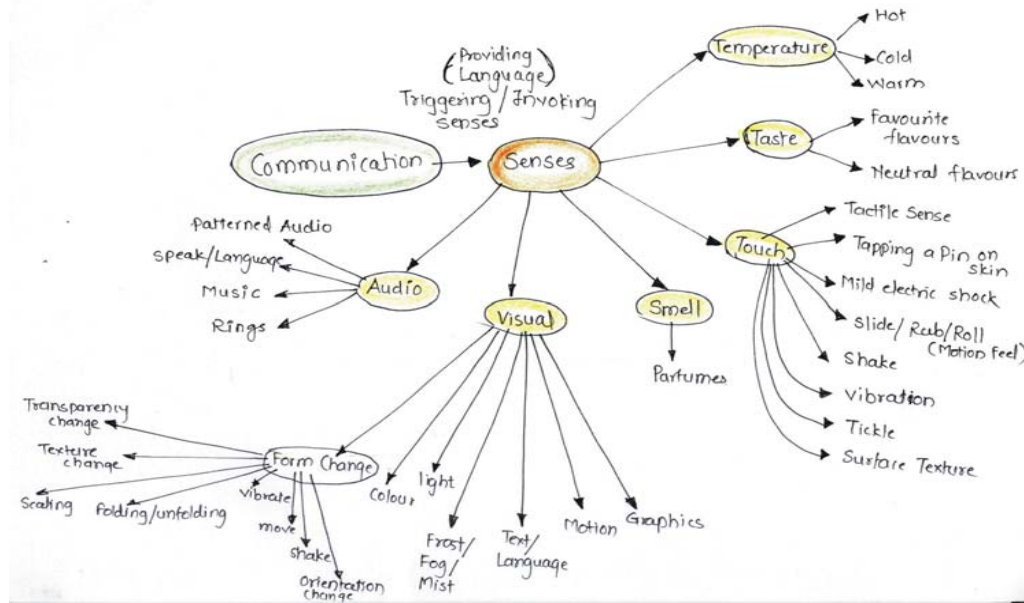 (Providing
Language)
Triggering/Invoking
senses
Communication
Senses
Temperature
Hot
Cold
Warm
Taste
Favourite
flavours
Neutral flavours
Touch
Tactile Sense
Tapping a Pin on
skin
Mild electric shock
Slide/Rub/Roll
(Motion Feel)
Shake
Vibration
Tickle
Surface Texture
Smell
Partumes
Audio
Patterned Audio
Speak/Language
Music
Rings
Visual
Form Change
Transparency
change
Texture
change
Scaling
Folding/unfolding
vibrate
move
shake
Orientation
change
Colour
light
Frost/
Fog/
Mist
Text/
Language
Motion
Graphics